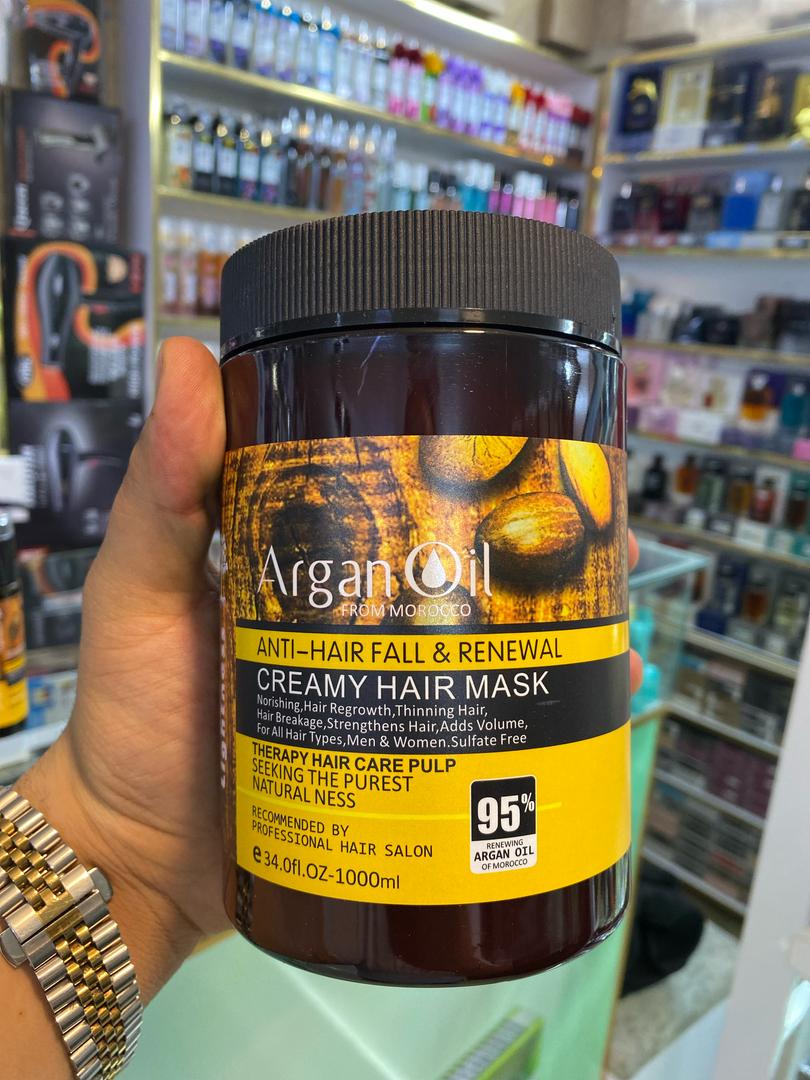 Argan Oil
FROM MOROCCO
ANTI-HAIR FALL & RENEWAL
CREAMY HAIR MASK
Norishing,Hair Regrowth,Thinning Hair,
Hair Breakage,Strengthens Hair,Adds Volume,
For All Hair Types,Men & Women.Sulfate Free
THERAPY HAIR CARE PULP
SEEKING THE PUREST
NATURAL NESS
RECOMMENDED BY
PROFESSIONAL HAIR SALON
e 34.0fl.OZ-1000ml
95%
RENEWING
ARGAN OIL
OF MOROCCO